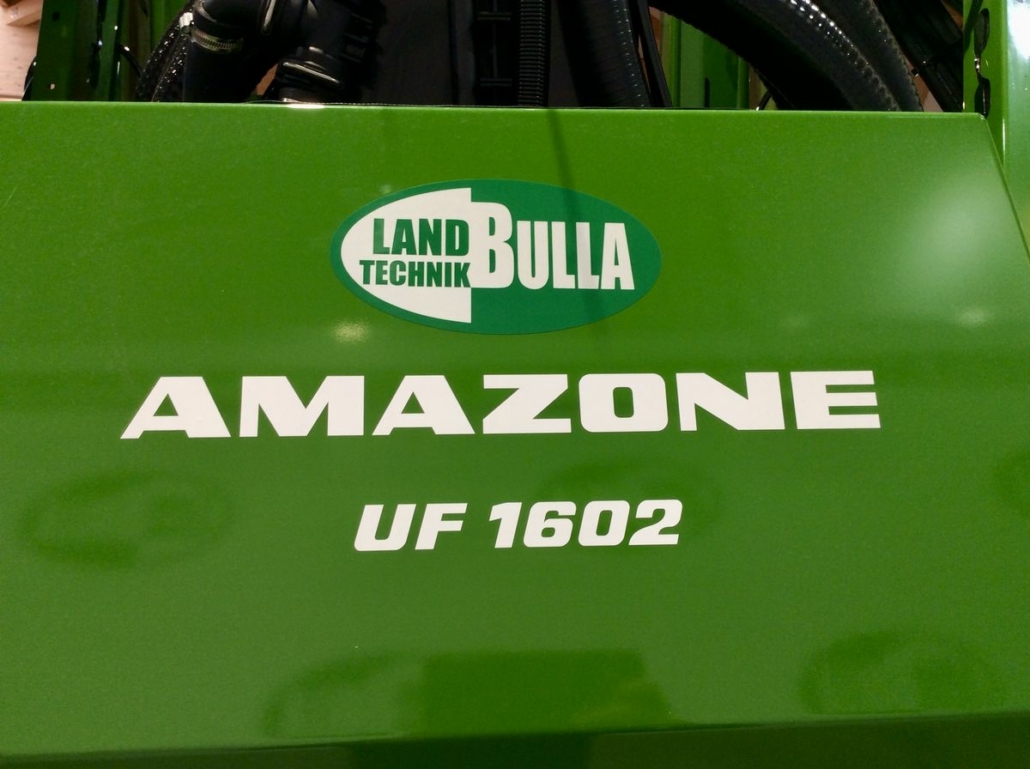 LAND BULLA
TECHNIK
AMAZONE
UF 1602